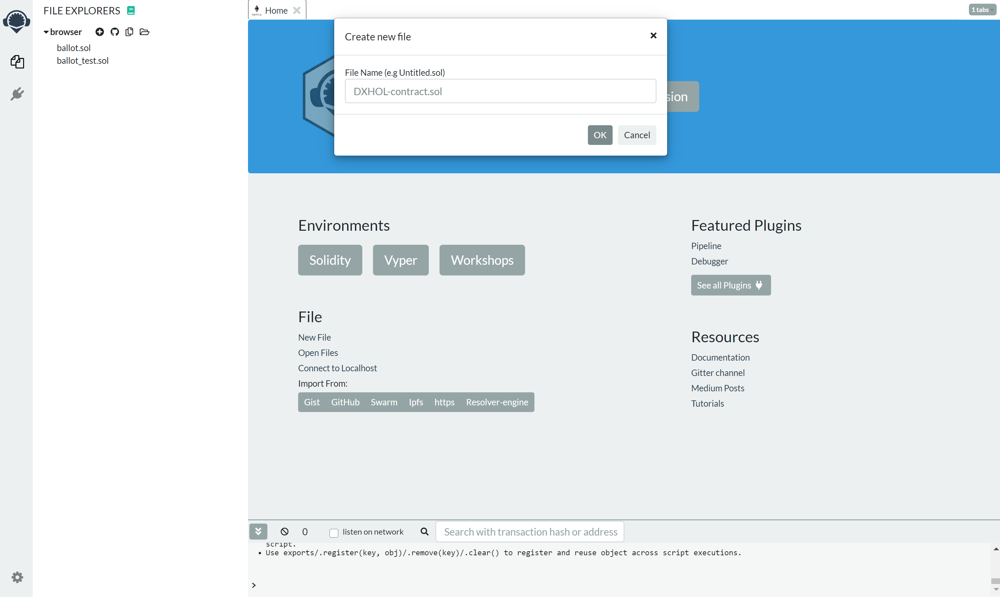 FILE EXPLORERS
browser
ballot.sol
ballot_test.sol
remix
Home
1 tabs
Create new file
File Name (e.g Untitled.sol)
DXHOL-contract.sol
OK
Cancel
sion
Environments
Solidity
Vyper
Workshops
File
New File
Open Files
Connect to Localhost
Import From:
Gist
GitHub
Swarm
Ipfs
https
Resolver-engine
Featured Plugins
Pipeline
Debugger
See all Plugins
Resources
Documentation
Gitter channel
Medium Posts
Tutorials
0
listen on network
Search with transaction hash or address
script.
• Use exports/.register(key, obj)/.remove(key)/.clear() to register and reuse object across script executions.
>